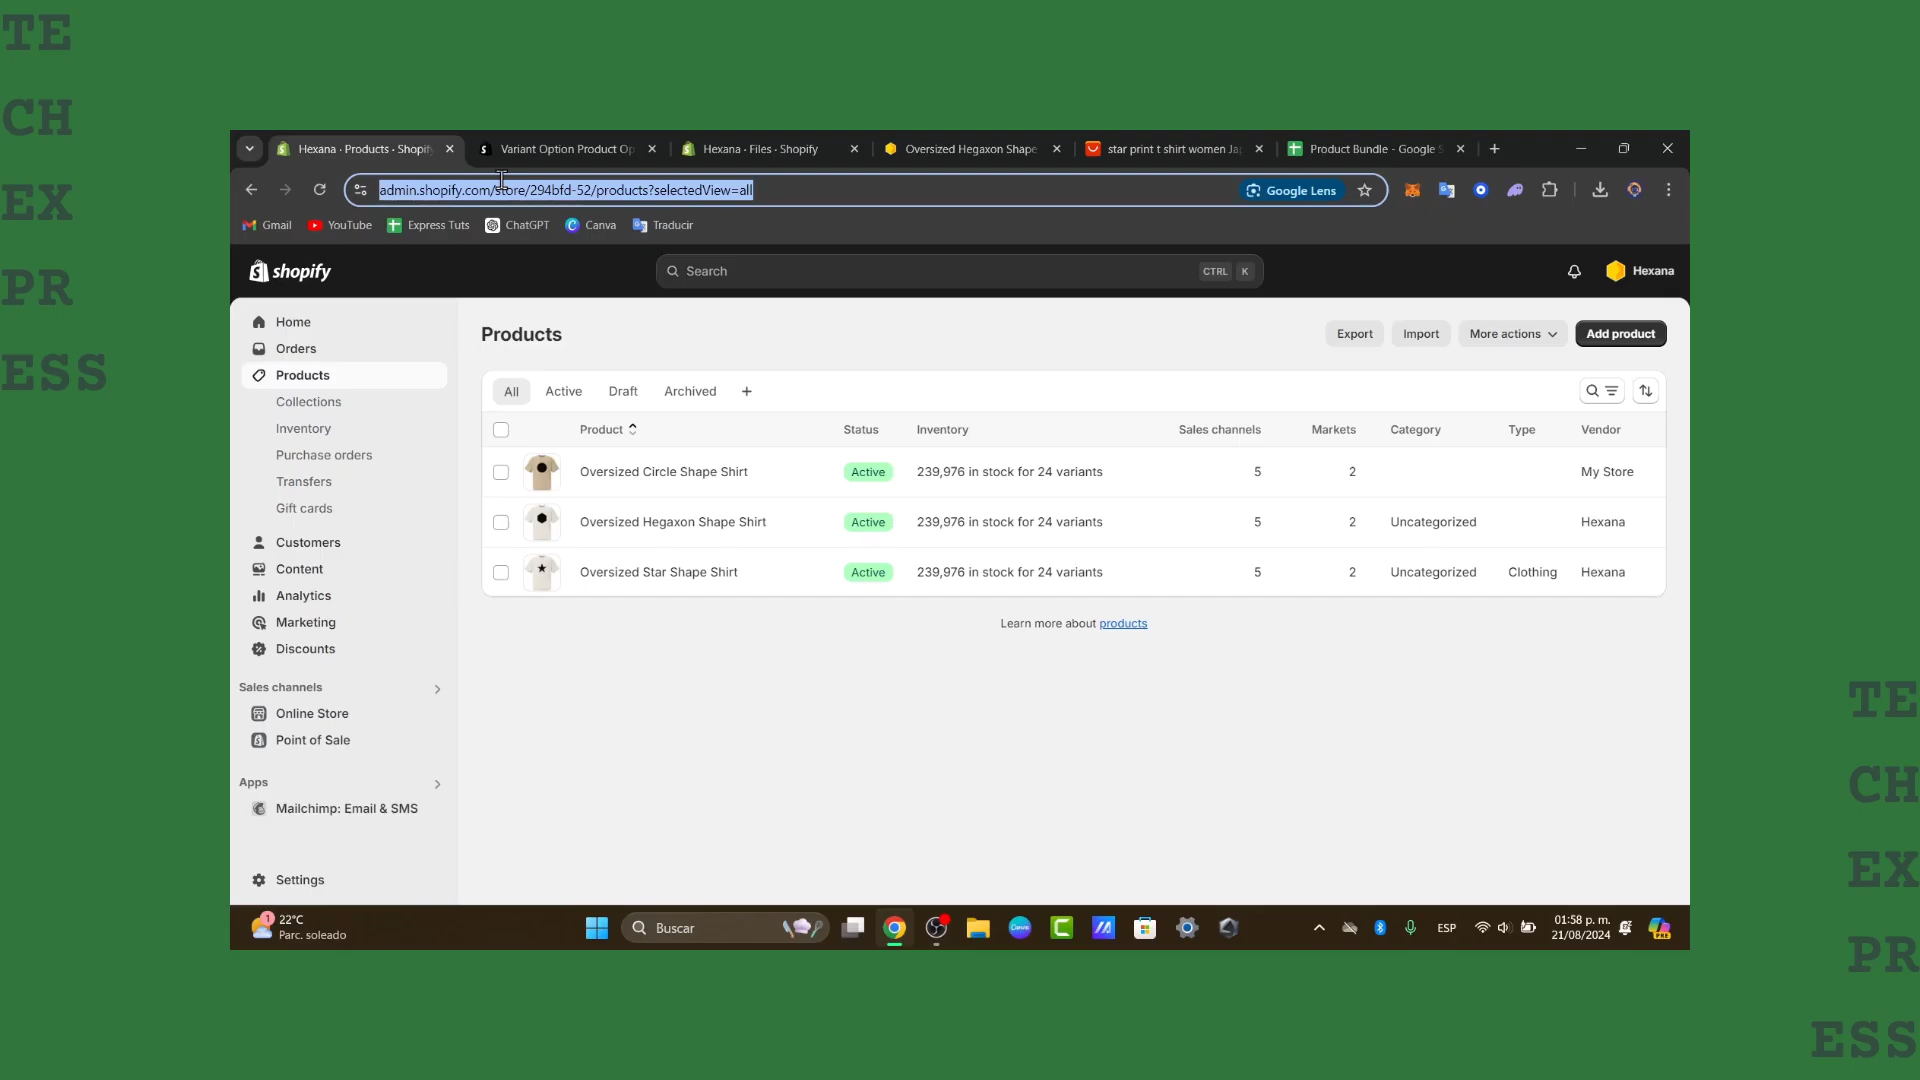 TE
CH
EX
PR
ESS
Hexana · Products · Shopify
Variant Option Product Op
Hexana · Files · Shopify
Oversized Hegaxon Shape
star print t shirt women Jap
Product Bundle - Google S
admin.shopify.com/store/294bfd-52/products?selectedView=all
Google Lens
Gmail
YouTube
Express Tuts
ChatGPT
Canva
Traducir
shopify
Search
CTRL K
Hexana
Home
Orders
Products
Collections
Inventory
Purchase orders
Transfers
Gift cards
Customers
Content
Analytics
Marketing
Discounts
Sales channels
Online Store
Point of Sale
Apps
Mailchimp: Email & SMS
Settings
Products
Export
Import
More actions
Add product
All
Active
Draft
Archived
Product Status Inventory Sales channels Markets Category Type Vendor
Oversized Circle Shape Shirt Active 239,976 in stock for 24 variants 5 2 My Store
Oversized Hegaxon Shape Shirt Active 239,976 in stock for 24 variants 5 2 Uncategorized Hexana
Oversized Star Shape Shirt Active 239,976 in stock for 24 variants 5 2 Uncategorized Clothing Hexana
Learn more about products
1
22°C
Parc. soleado
Buscar
ESP
01:58 p. m.
21/08/2024
TE
CH
EX
PR
ESS